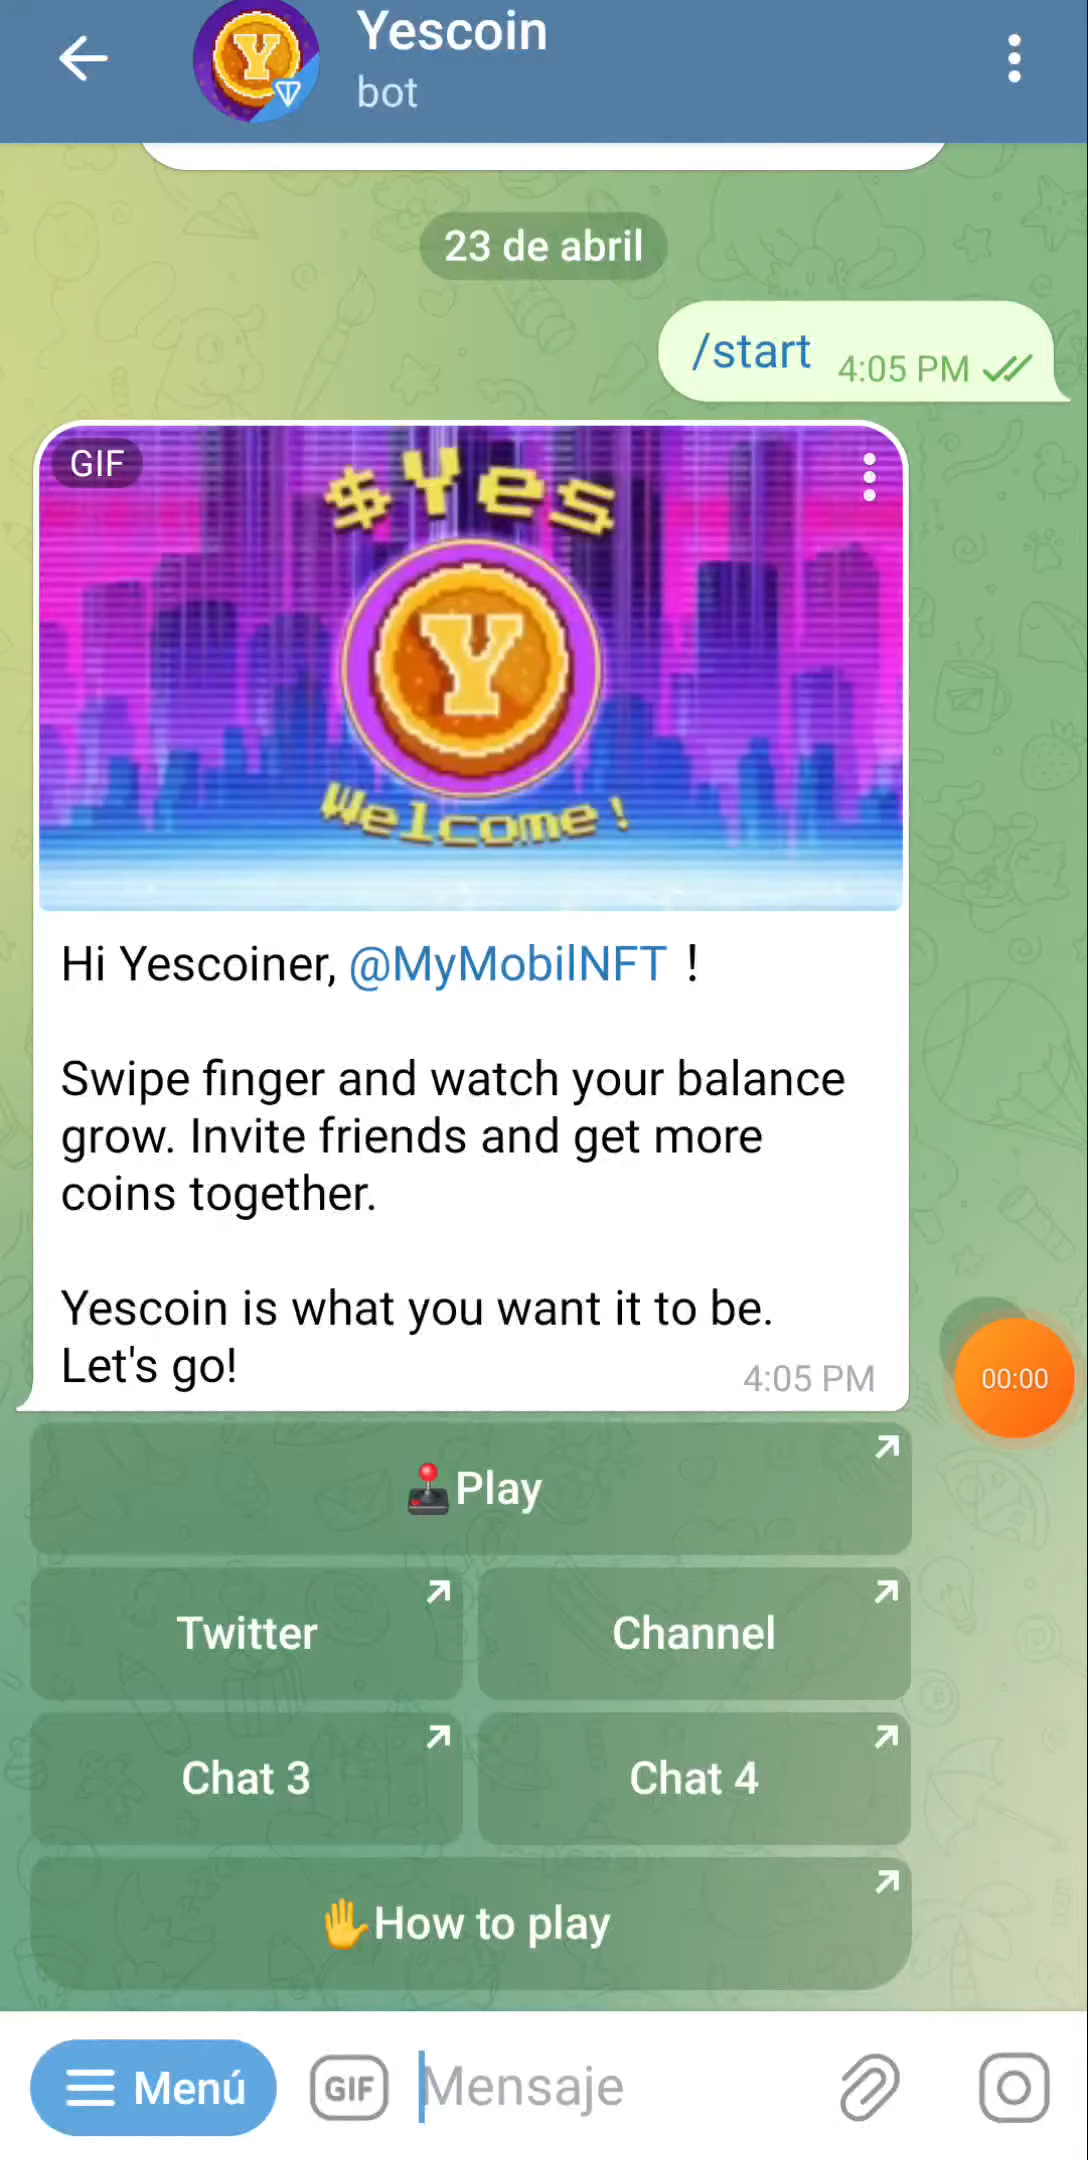 Yescoin
bot
23 de abril
/start 4:05 PM
GIF
$Yes
Y
Welcome!
Hi Yescoiner, @MyMobilNFT !
Swipe finger and watch your balance
grow. Invite friends and get more
coins together.
Yescoin is what you want it to be.
Let's go!
4:05 PM
00:00
Play
Twitter
Channel
Chat 3
Chat 4
How to play
Menú
GIF
Mensaje